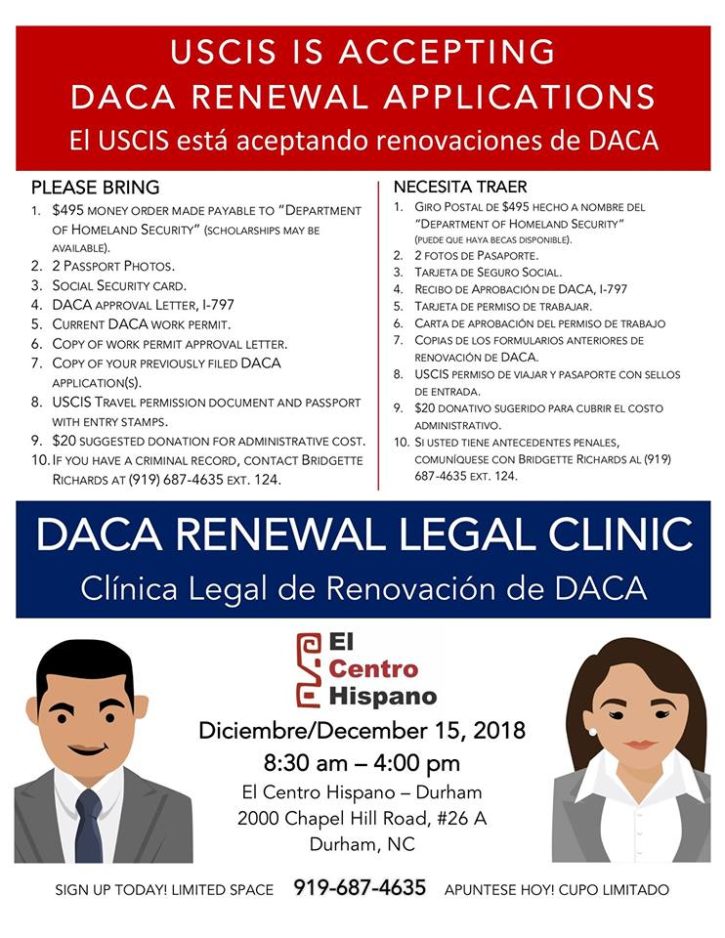 USCIS IS ACCEPTING
DACA RENEWAL APPLICATIONS
El USCIS está aceptando renovaciones de DACA
PLEASE BRING
1. $495 MONEY ORDER MADE PAYABLE TO “DEPARTMENT
OF HOMELAND SECURITY” (SCHOLARSHIPS MAY BE
AVAILABLE).
2. 2 PASSPORT PHOTOS.
3. SOCIAL SECURITY CARD.
4. DACA APPROVAL LETTER, I-797
5. CURRENT DACA WORK PERMIT.
6. COPY OF WORK PERMIT APPROVAL LETTER.
7. COPY OF YOUR PREVIOUSLY FILED DACA
APPLICATION(S).
8. USCIS TRAVEL PERMISSION DOCUMENT AND PASSPORT
WITH ENTRY STAMPS.
9. $20 SUGGESTED DONATION FOR ADMINISTRATIVE COST.
10. IF YOU HAVE A CRIMINAL RECORD, CONTACT BRIDGETTE
RICHARDS AT (919) 687-4635 EXT. 124.
NECESITA TRAER
1. GIRO POSTAL DE $495 HECHO A NOMBRE DEL
“DEPARTMENT OF HOMELAND SECURITY”
(PUEDE QUE HAYA BECAS DISPONIBLE).
2. 2 FOTOS DE PASAPORTE.
3. TARJETA DE SEGURO SOCIAL.
4. RECIBO DE APROBACIÓN DE DACA, I-797
5. TARJETA DE PERMISO DE TRABAJAR.
6. CARTA DE APROBACIÓN DEL PERMISO DE TRABAJO
7. COPIAS DE LOS FORMULARIOS ANTERIORES DE
RENOVACIÓN DE DACA.
8. USCIS PERMISO DE VIAJAR Y PASAPORTE CON SELLOS
DE ENTRADA.
9. $20 DONATIVO SUGERIDO PARA CUBRIR EL COSTO
ADMINISTRATIVO.
10. SI USTED TIENE ANTECEDENTES PENALES,
COMUNÍQUESE CON BRIDGETTE RICHARDS AL (919)
687-4635 EXT. 124.
DACA RENEWAL LEGAL CLINIC
Clínica Legal de Renovación de DACA
El
Centro
Hispano
Diciembre/December 15, 2018
8:30 am – 4:00 pm
El Centro Hispano – Durham
2000 Chapel Hill Road, #26 A
Durham, NC
SIGN UP TODAY! LIMITED SPACE 919-687-4635 APUNTESE HOY! CUPO LIMITADO